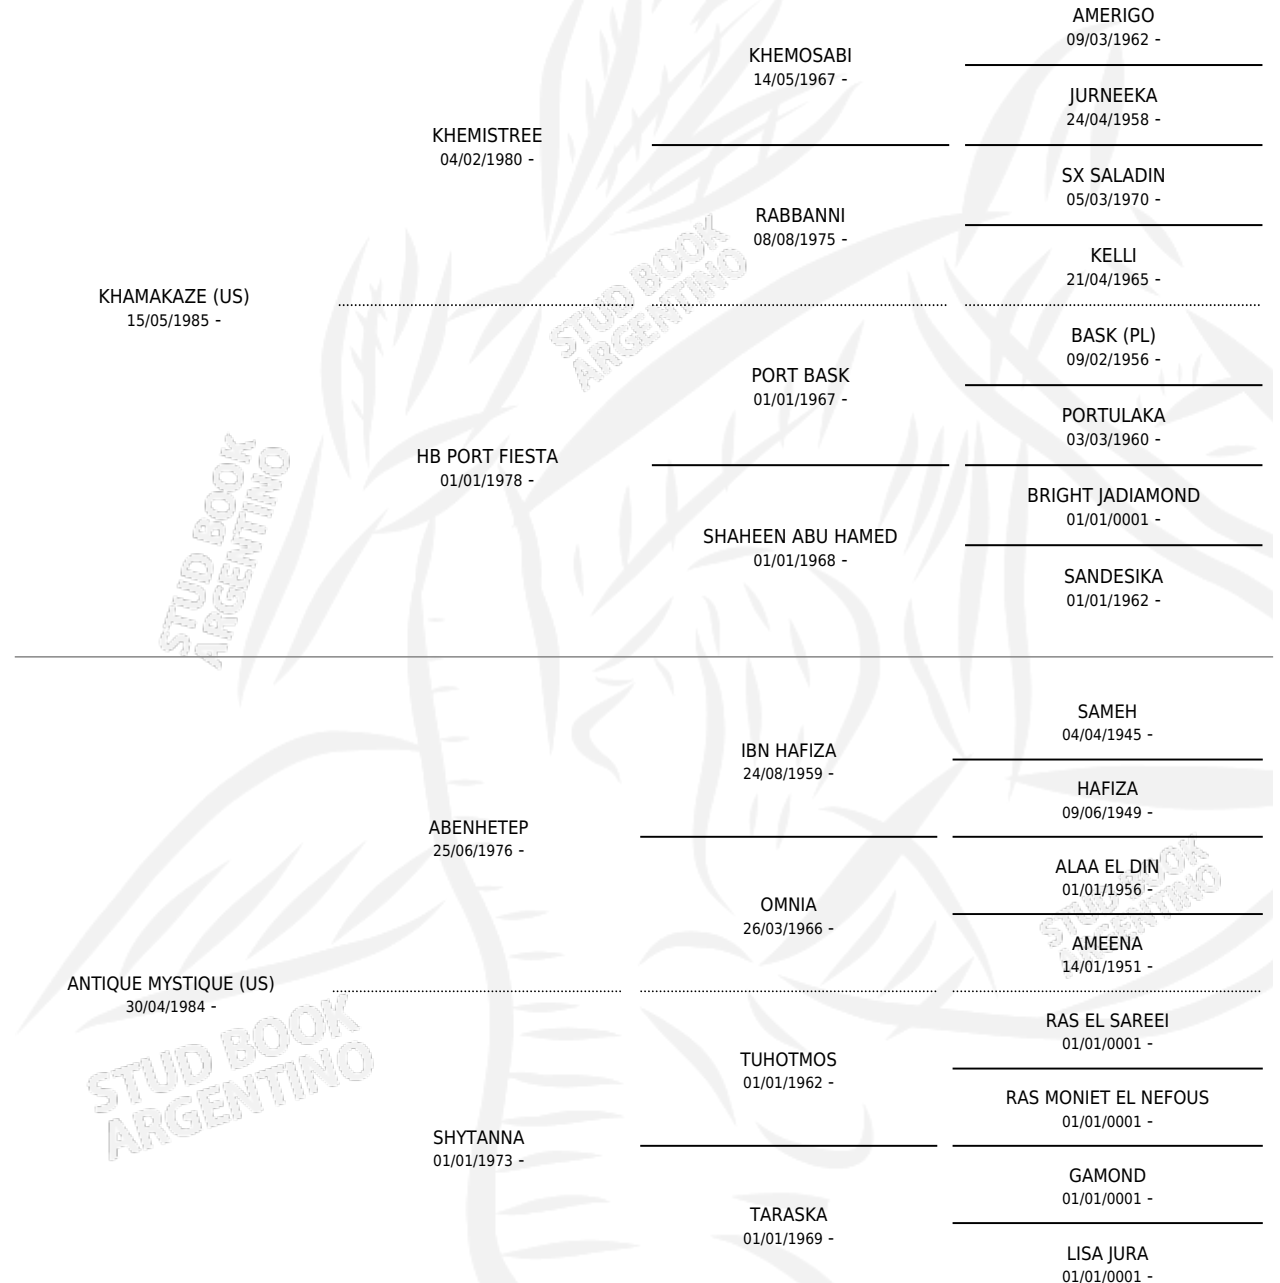 AMERIGO
09/03/1962 -
KHEMOSABI
14/05/1967 -
JURNEEKA
24/04/1958 -
KHEMISTREE
04/02/1980 -
SX SALADIN
05/03/1970 -
RABBANNI
08/08/1975 -
KELLI
21/04/1965 -
KHAMAKAZE (US)
15/05/1985 -
BASK (PL)
09/02/1956 -
PORT BASK
01/01/1967 -
PORTULAKA
03/03/1960 -
HB PORT FIESTA
01/01/1978 -
BRIGHT JADIAMOND
01/01/0001 -
SHAHEEN ABU HAMED
01/01/1968 -
SANDESIKA
01/01/1962 -
SAMEH
04/04/1945 -
IBN HAFIZA
24/08/1959 -
HAFIZA
09/06/1949 -
ABENHETEP
25/06/1976 -
ALAA EL DIN
01/01/1956 -
OMNIA
26/03/1966 -
AMEENA
14/01/1951 -
ANTIQUE MYSTIQUE (US)
30/04/1984 -
RAS EL SAREEI
01/01/0001 -
TUHOTMOS
01/01/1962 -
RAS MONIET EL NEFOUS
01/01/0001 -
SHYTANNA
01/01/1973 -
GAMOND
01/01/0001 -
TARASKA
01/01/1969 -
LISA JURA
01/01/0001 -
STUD BOOK
ARGENTINO
STUD BOOK
ARGENTINO
STUD BOOK
ARGENTINO
STUD BOOK
ARGENTINO